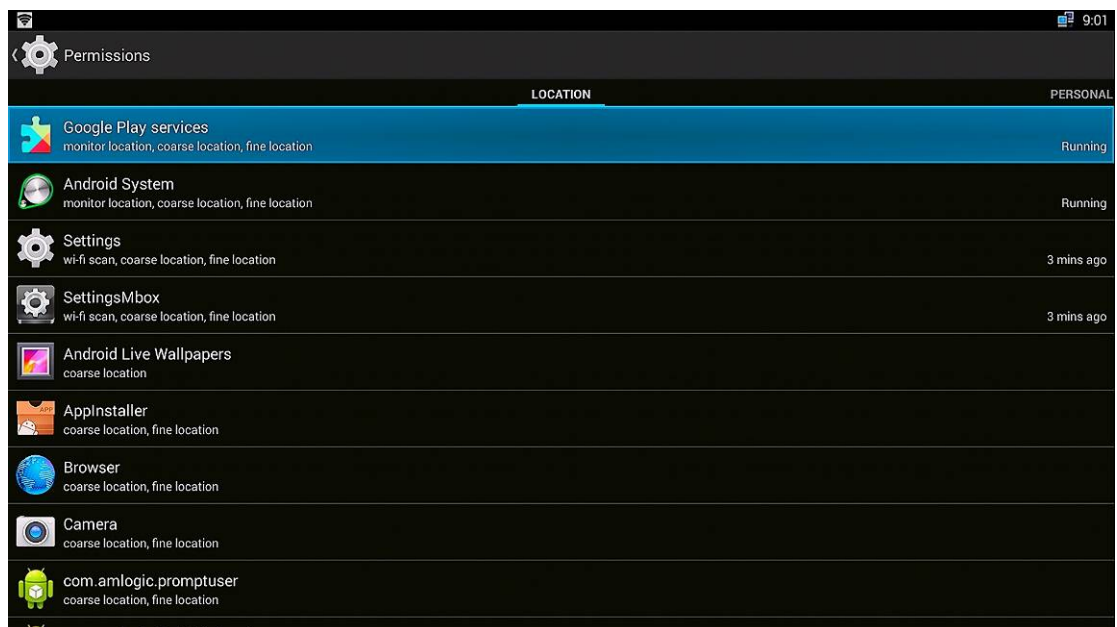 9:01
Permissions
LOCATION PERSONAL
Google Play services
monitor location, coarse location, fine location Running
Android System
monitor location, coarse location, fine location Running
Settings
wi-fi scan, coarse location, fine location 3 mins ago
SettingsMbox
wi-fi scan, coarse location, fine location 3 mins ago
Android Live Wallpapers
coarse location
APP
AppInstaller
coarse location, fine location
Browser
coarse location, fine location
Camera
coarse location, fine location
com.amlogic.promptuser
coarse location, fine location